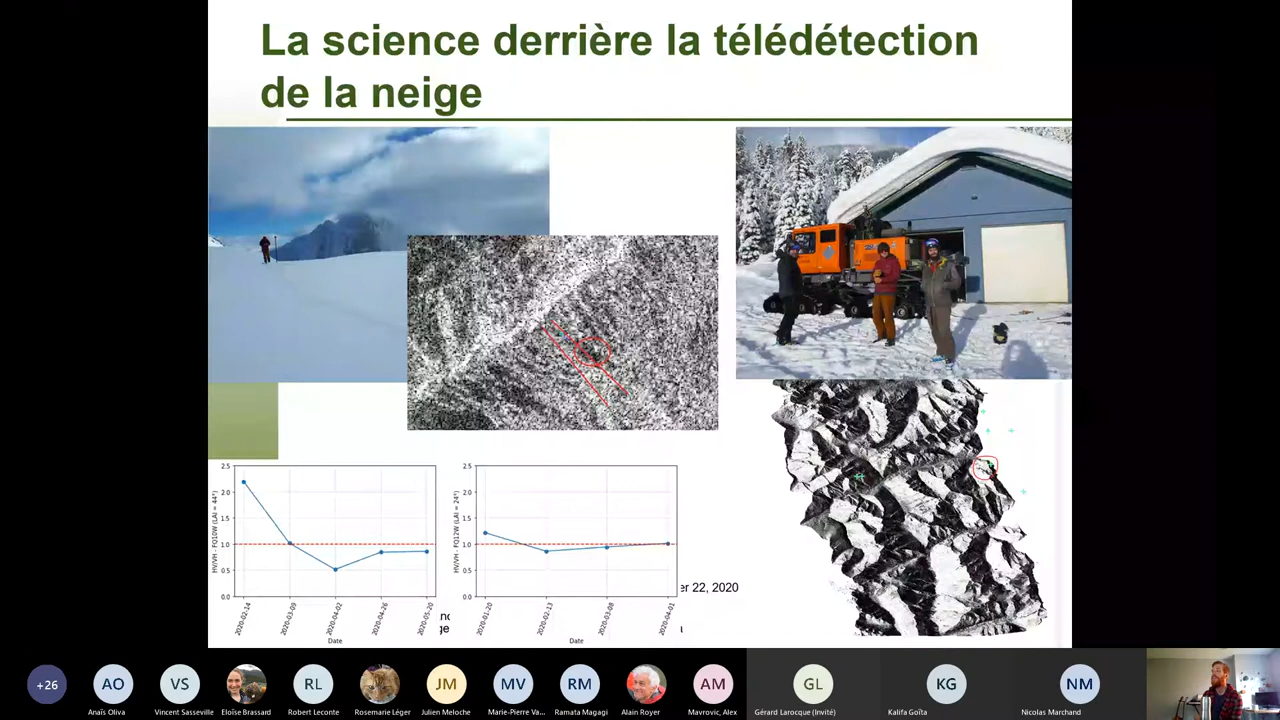 La science derrière la télédétection
de la neige
2.5
2.0
1.5
1.0
0.5
0.0
HV/VH - FQ10W (LAI = 44°)
2020-02-14
2020-03-09
2020-04-02
2020-04-26
2020-05-20
Date
2.5
2.0
1.5
1.0
0.5
0.0
HV/VH - FQ12W (LAI = 24°)
2020-01-20
2020-02-13
2020-03-08
2020-04-01
Date
er 22, 2020
+26
AO
VS
RL
JM
MV
RM
AM
GL
KG
NM
Anaïs Oliva
Vincent Sasseville
Eloïse Brassard
Robert Leconte
Rosemarie Léger
Julien Meloche
Marie-Pierre Va...
Ramata Magagi
Alain Royer
Mavrovic, Alex
Gérard Larocque (Invité)
Kalifa Goïta
Nicolas Marchand